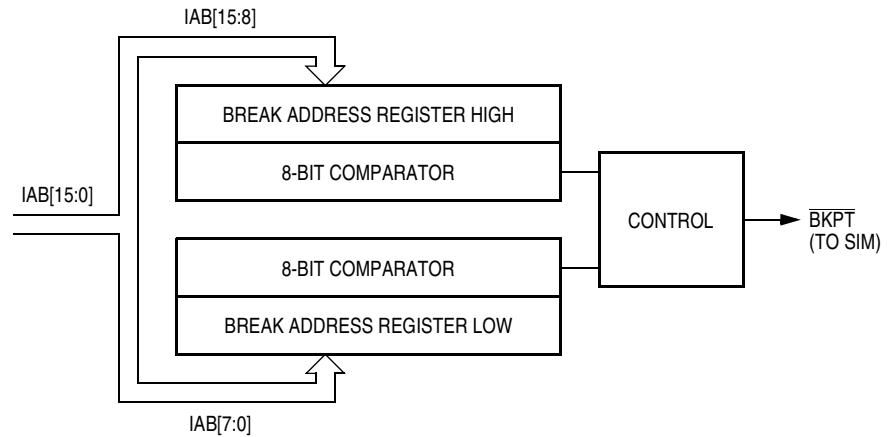 IAB[15:8]
BREAK ADDRESS REGISTER HIGH
8-BIT COMPARATOR
IAB[15:0]
CONTROL
BKPT
(TO SIM)
8-BIT COMPARATOR
BREAK ADDRESS REGISTER LOW
IAB[7:0]